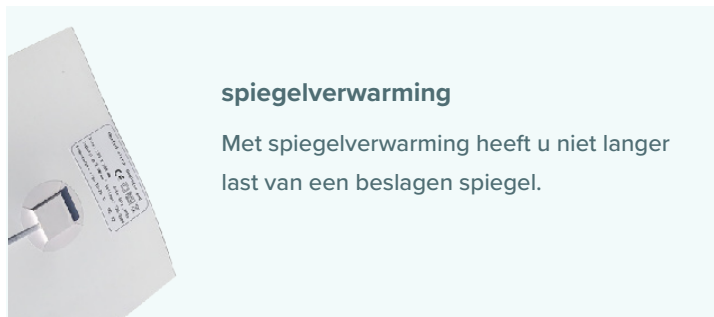 spiegelverwarming
Met spiegelverwarming heeft u niet langer
last van een beslagen spiegel.